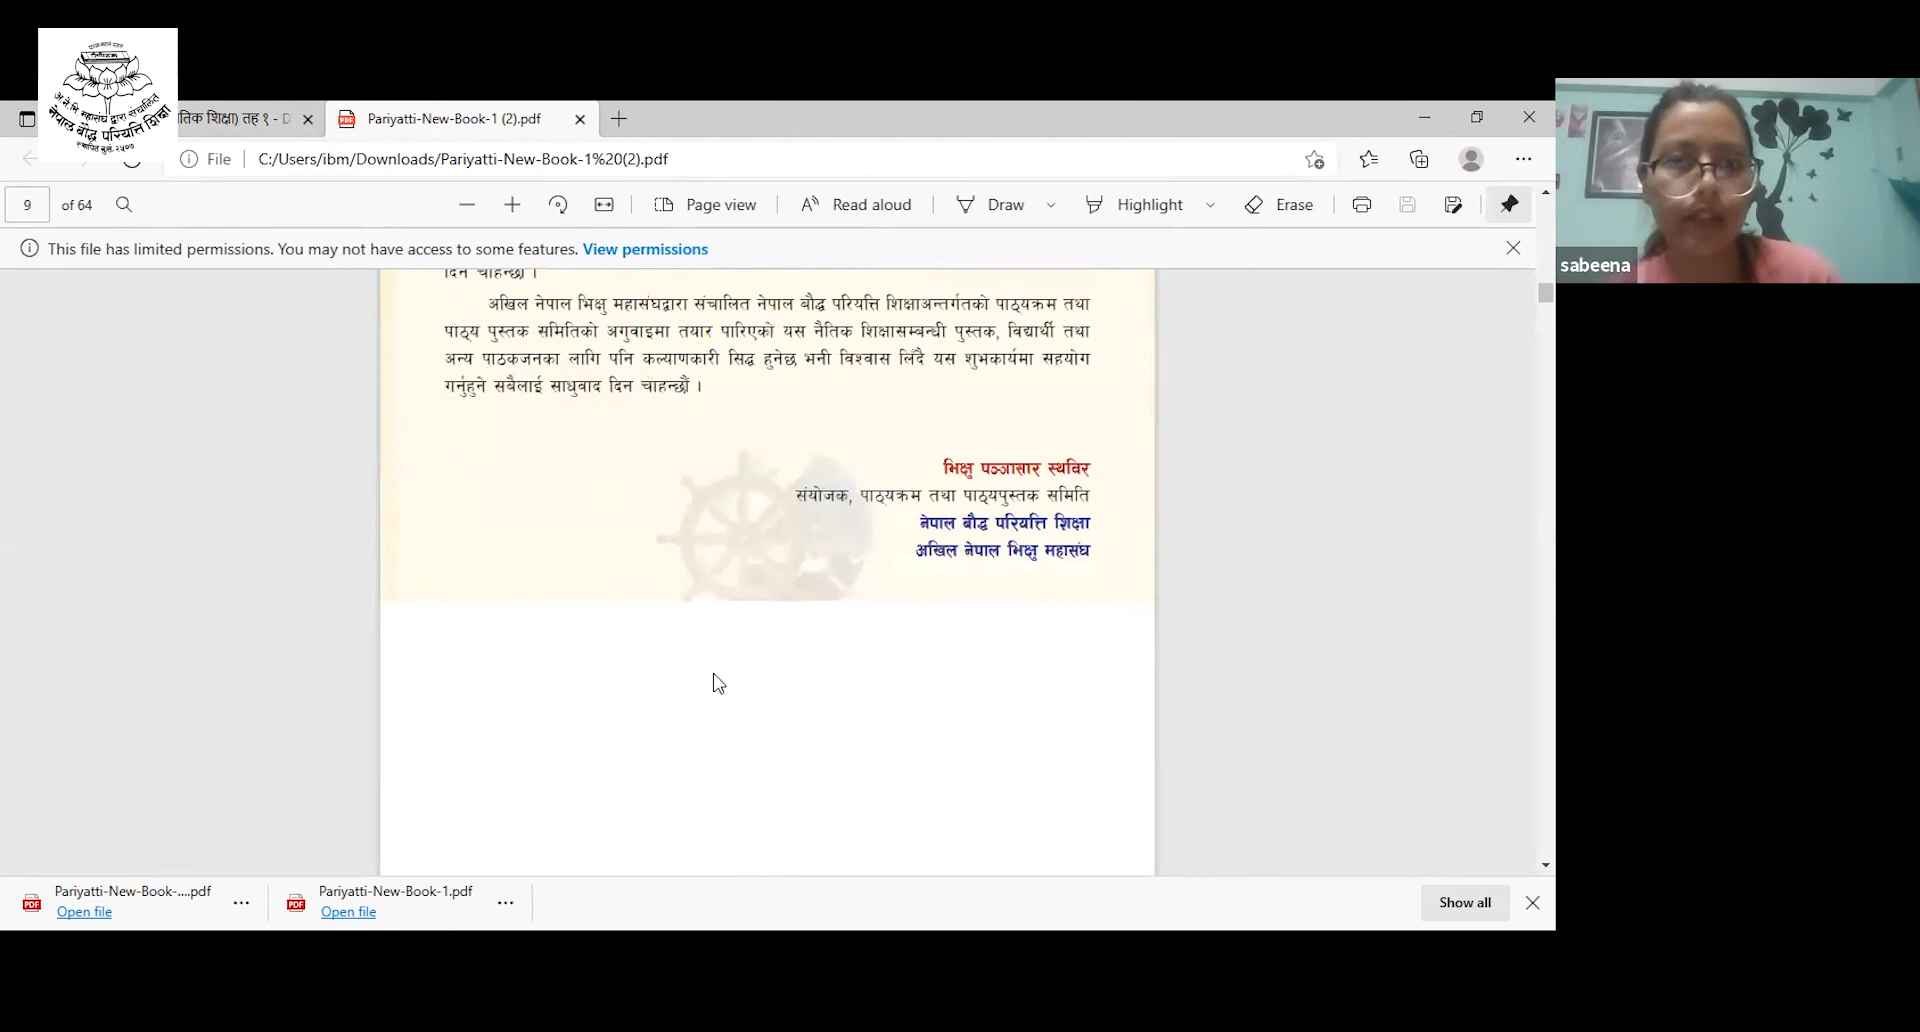 तिक शिक्षा) तह १ - D
Pariyatti-New-Book-1 (2).pdf
अ.ने.भि. महासंघ द्वारा संचालित
नेपाल बौद्ध परियत्ति शिक्षा
स्थापित बु.सं. २५०७
File
C:/Users/ibm/Downloads/Pariyatti-New-Book-1%20(2).pdf
9 of 64
Page view
Read aloud
Draw
Highlight
Erase
This file has limited permissions. You may not have access to some features. View permissions
sabeena
दिन चाहन्छौं ।
अखिल नेपाल भिक्षु महासंघद्वारा संचालित नेपाल बौद्ध परियत्ति शिक्षाअन्तर्गतको पाठ्यक्रम तथा
पाठ्य पुस्तक समितिको अगुवाइमा तयार पारिएको यस नैतिक शिक्षासम्बन्धी पुस्तक, विद्यार्थी तथा
अन्य पाठकजनका लागि पनि कल्याणकारी सिद्ध हुनेछ भनी विश्वास लिँदै यस शुभकार्यमा सहयोग
गर्नुहुने सबैलाई साधुवाद दिन चाहन्छौं ।
भिक्षु पञ्ञासार स्थविर
संयोजक, पाठ्यक्रम तथा पाठ्यपुस्तक समिति
नेपाल बौद्ध परियत्ति शिक्षा
अखिल नेपाल भिक्षु महासंघ
Pariyatti-New-Book-....pdf
Open file
Pariyatti-New-Book-1.pdf
Open file
Show all